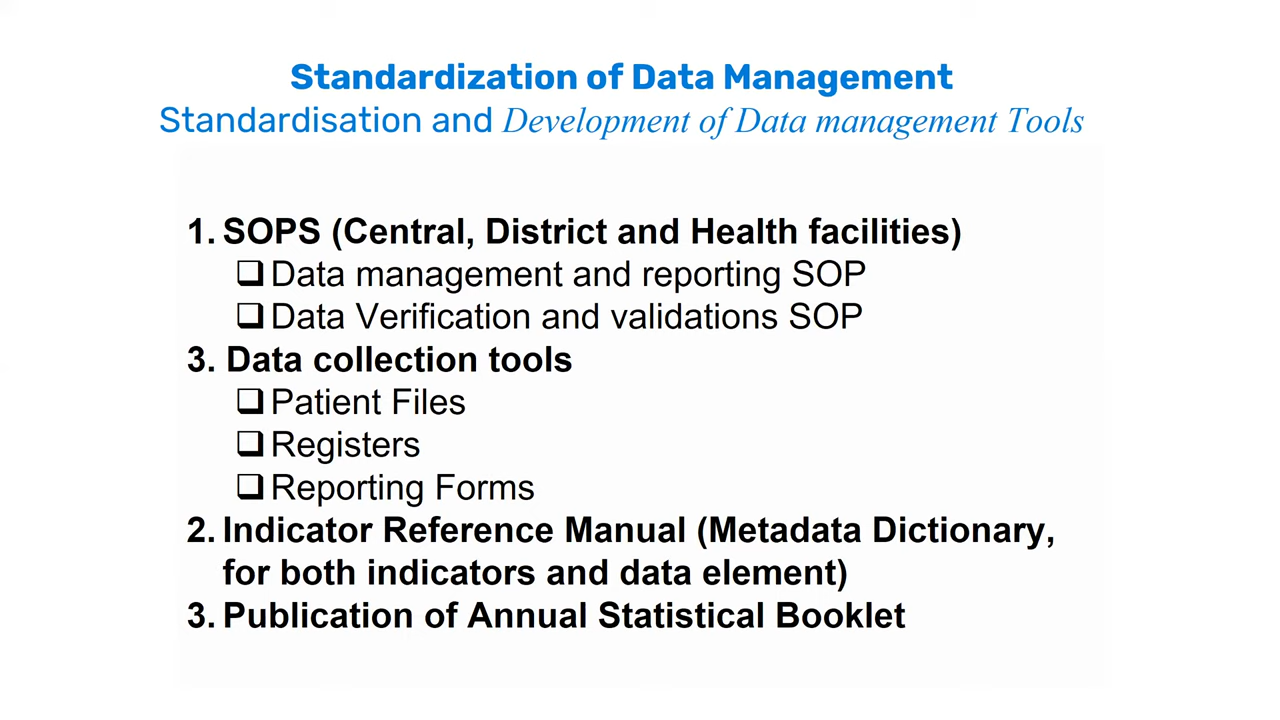 Standardization of Data Management
Standardisation and Development of Data management Tools
1. SOPS (Central, District and Health facilities)
❑ Data management and reporting SOP
❑ Data Verification and validations SOP
3. Data collection tools
❑ Patient Files
❑ Registers
❑ Reporting Forms
2. Indicator Reference Manual (Metadata Dictionary,
for both indicators and data element)
3. Publication of Annual Statistical Booklet